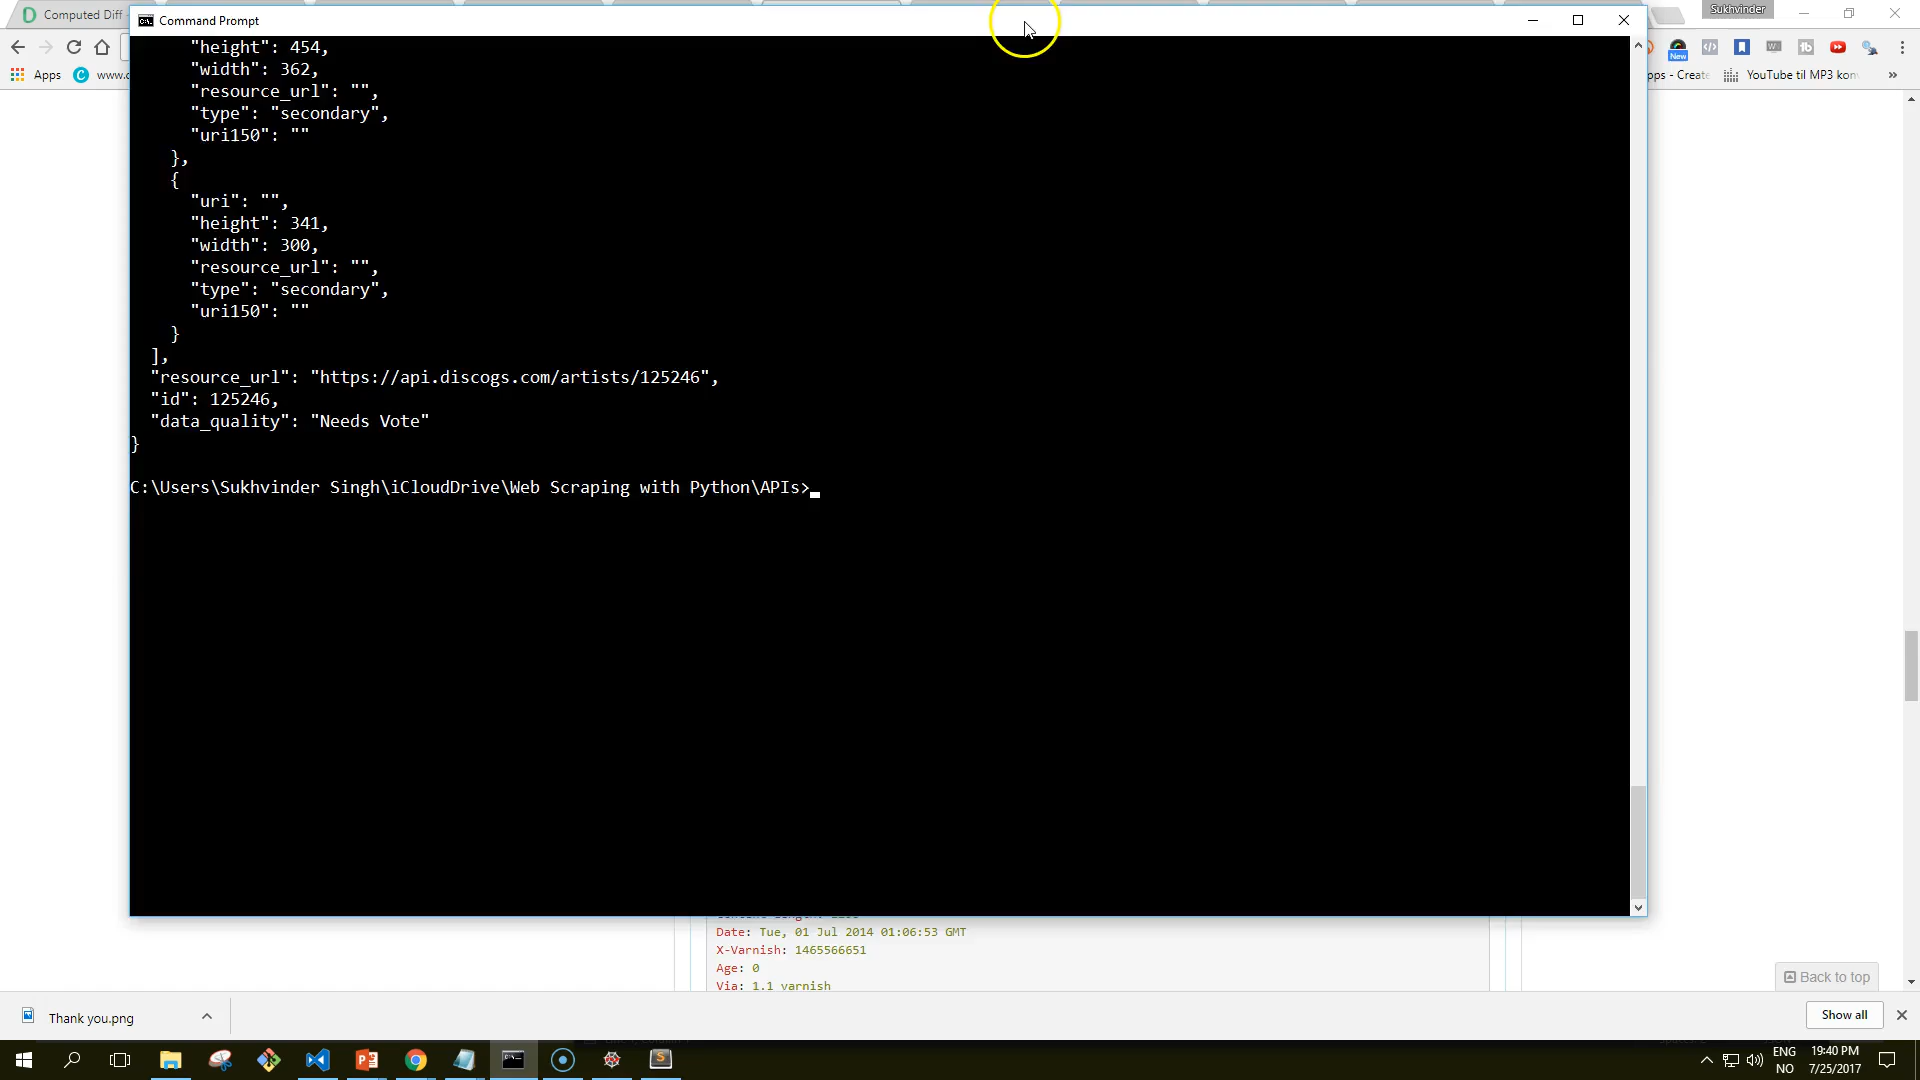 Computed Diff
Command Prompt
Sukhvinder
Apps
www.c
New
pps - Create
YouTube til MP3 kon
»
"height": 454,
"width": 362,
"resource_url": "",
"type": "secondary",
"uri150": ""
},
{
"uri": "",
"height": 341,
"width": 300,
"resource_url": "",
"type": "secondary",
"uri150": ""
}
],
"resource_url": "https://api.discogs.com/artists/125246",
"id": 125246,
"data_quality": "Needs Vote"
}
C:\Users\Sukhvinder Singh\iCloudDrive\Web Scraping with Python\APIs>
Date: Tue, 01 Jul 2014 01:06:53 GMT
X-Varnish: 1465566651
Age: 0
Via: 1.1 varnish
Back to top
Thank you.png
Show all
ENG
NO
19:40 PM
7/25/2017